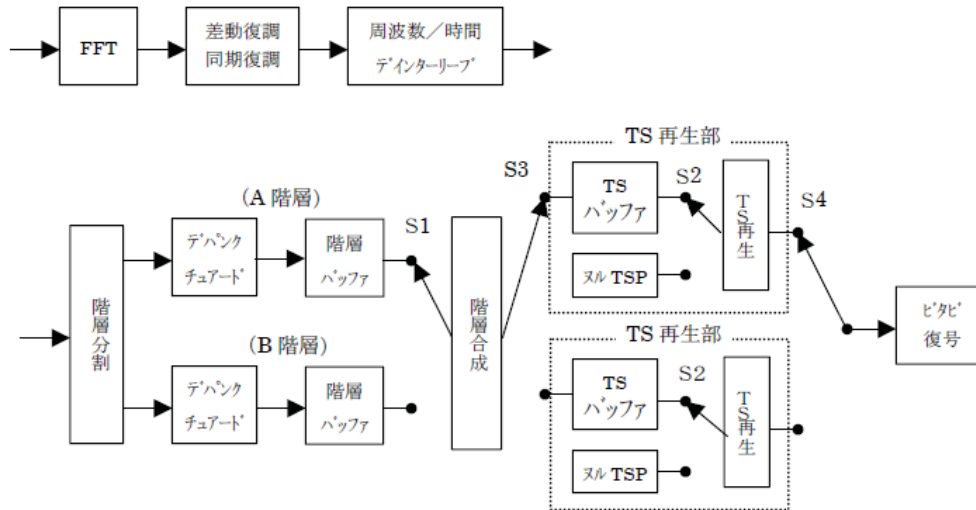 FFT
差動復調
同期復調
周波数／時間
ﾃﾞｲﾝﾀｰﾘｰﾌﾞ
TS 再生部
S3
TS
ﾊﾞｯﾌｧ
S2
TS再生
S4
ﾇﾙ TSP
(A 階層)
S1
ﾃﾞﾊﾟﾝｸ
ﾁｭｱｰﾄﾞ
階層
ﾊﾞｯﾌｧ
階層分割
階層合成
ﾋﾞﾀﾋﾞ
復号
(B 階層)
ﾃﾞﾊﾟﾝｸ
ﾁｭｱｰﾄﾞ
階層
ﾊﾞｯﾌｧ
TS 再生部
TS
ﾊﾞｯﾌｧ
S2
TS再生
ﾇﾙ TSP